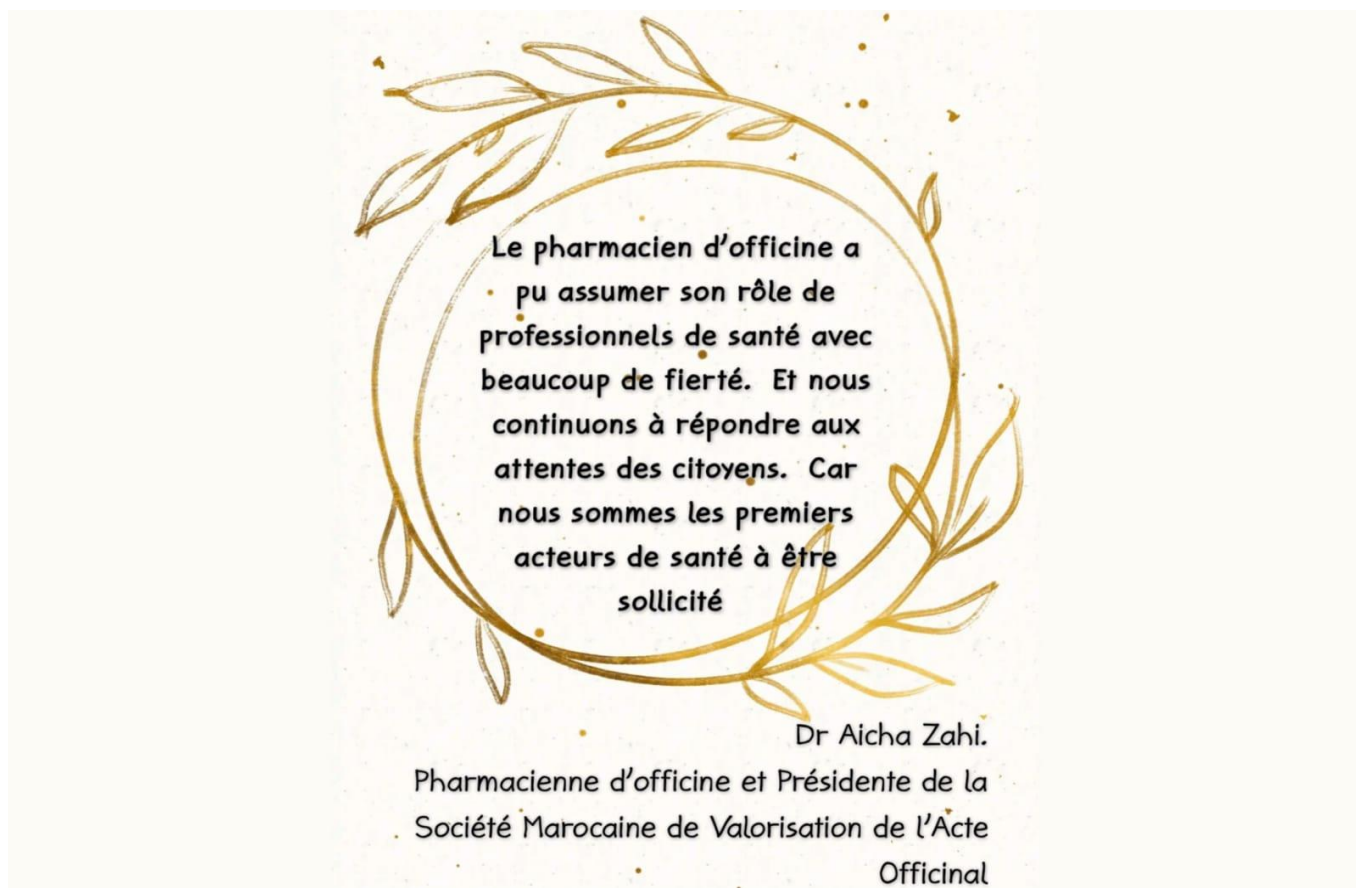 Le pharmacien d'officine a
pu assumer son rôle de
professionnels de santé avec
beaucoup de fierté. Et nous
continuons à répondre aux
attentes des citoyens. Car
nous sommes les premiers
acteurs de santé à être
sollicité
Dr Aicha Zahi.
Pharmacienne d'officine et Présidente de la
Société Marocaine de Valorisation de l'Acte
Officinal